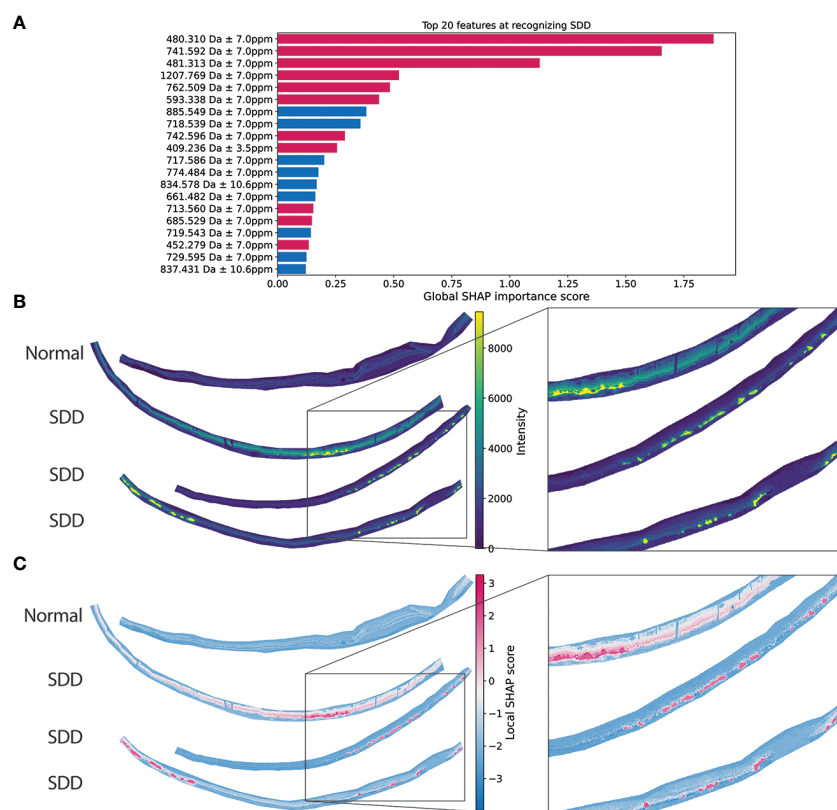 A
Top 20 features at recognizing SDD
480.310 Da ± 7.0ppm
741.592 Da ± 7.0ppm
481.313 Da ± 7.0ppm
1207.769 Da ± 7.0ppm
762.509 Da ± 7.0ppm
593.338 Da ± 7.0ppm
885.549 Da ± 7.0ppm
718.539 Da ± 7.0ppm
742.596 Da ± 7.0ppm
409.236 Da ± 3.5ppm
717.586 Da ± 7.0ppm
774.484 Da ± 7.0ppm
834.578 Da ± 10.6ppm
661.482 Da ± 7.0ppm
713.560 Da ± 7.0ppm
685.529 Da ± 7.0ppm
719.543 Da ± 7.0ppm
452.279 Da ± 7.0ppm
729.595 Da ± 7.0ppm
837.431 Da ± 10.6ppm
0.00 0.25 0.50 0.75 1.00 1.25 1.50 1.75
Global SHAP importance score
B
Normal
SDD
SDD
SDD
8000
6000
4000
2000
0
Intensity
C
Normal
SDD
SDD
SDD
3
2
1
0
−1
−2
−3
Local SHAP score